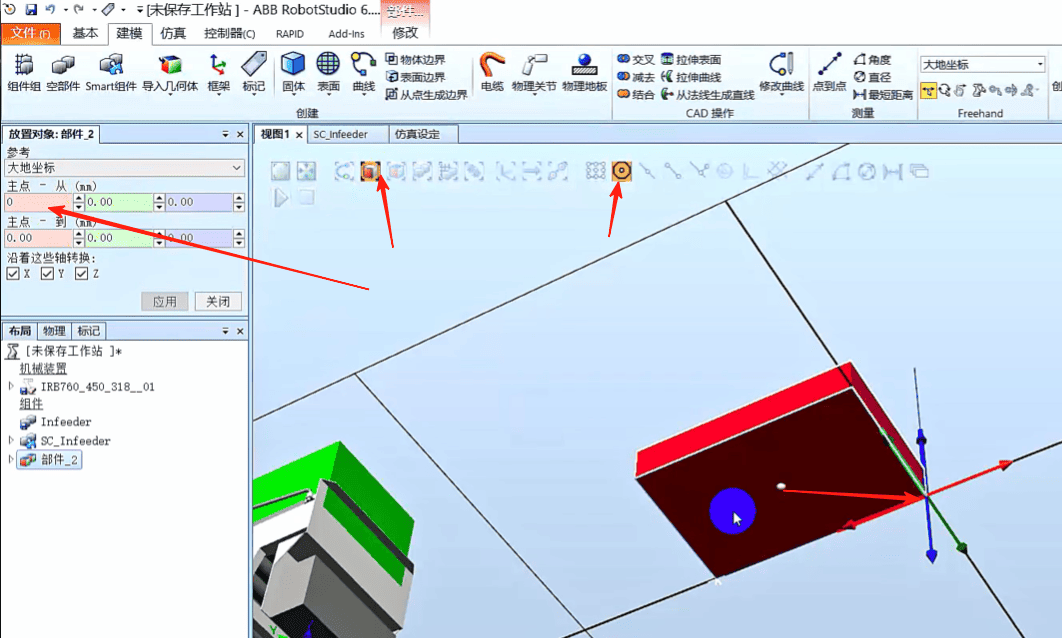 [未保存工作站 ] - ABB RobotStudio 6....
部件...
文件(F) 基本 建模 仿真 控制器(C) RAPID Add-Ins 修改
组件组 空部件 Smart组件 导入几何体 框架 标记 固体 表面 曲线
物体边界
表面边界
从点生成边界
电缆 物理关节 物理地板
交叉 拉伸表面
减去 拉伸曲线
结合 从法线生成直线
修改曲线
点到点
角度
直径
最短距离
大地坐标
创建 CAD 操作 测量 Freehand
创
放置对象: 部件_2
视图1 SC_Infeeder 仿真设定
参考
大地坐标
主点 - 从 (mm)
0 0.00 0.00
主点 - 到 (mm)
0.00 0.00 0.00
沿着这些轴转换:
X Y Z
应用 关闭
布局 物理 标记
[未保存工作站 ]*
机械装置
IRB760_450_318__01
组件
Infeeder
SC_Infeeder
部件_2